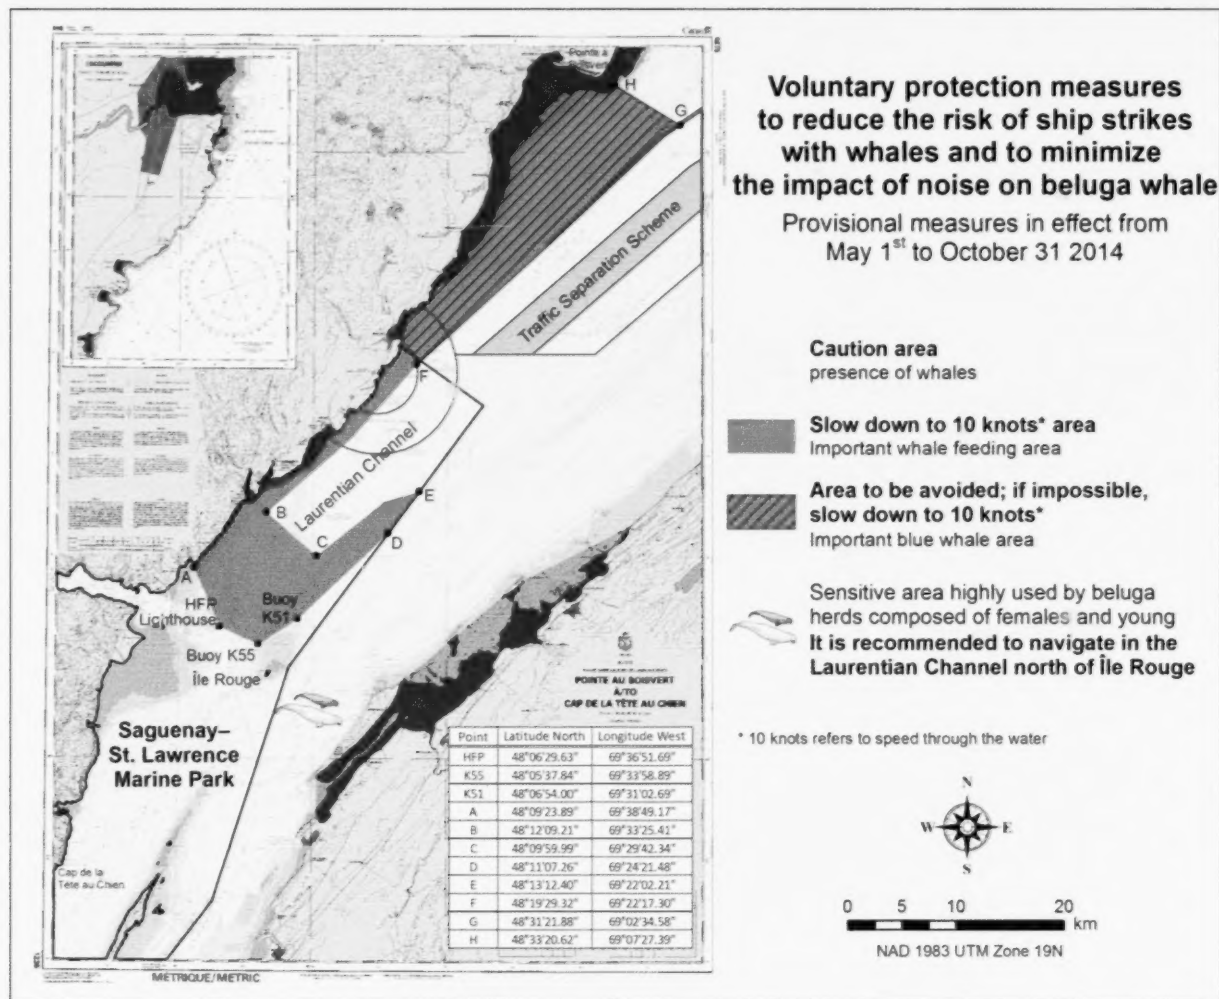 Canada
Pointe à
H
G
Traffic Separation Scheme
F
Laurentian Channel
E
B
D
C
A
HFP
Lighthouse
Buoy
K51
Buoy K55
Île Rouge
Saguenay–
St. Lawrence
Marine Park
Cap de la
Tête au Chien
POINTE AU BOISVERT
À/TO
CAP DE LA TÊTE AU CHIEN
Point Latitude North Longitude West
HFP 48°06'29.63" 69°36'51.69"
K55 48°05'37.84" 69°33'58.89"
K51 48°06'54.00" 69°31'02.69"
A 48°09'23.89" 69°38'49.17"
B 48°12'09.21" 69°33'25.41"
C 48°09'59.99" 69°29'42.34"
D 48°11'07.26" 69°24'21.48"
E 48°13'12.40" 69°22'02.21"
F 48°19'29.32" 69°22'17.30"
G 48°31'21.88" 69°02'34.58"
H 48°33'20.62" 69°07'27.39"
MÉTRIQUE/METRIC
Voluntary protection measures
to reduce the risk of ship strikes
with whales and to minimize
the impact of noise on beluga whale
Provisional measures in effect from
May 1st to October 31 2014
Caution area
presence of whales
Slow down to 10 knots* area
Important whale feeding area
Area to be avoided; if impossible,
slow down to 10 knots*
Important blue whale area
Sensitive area highly used by beluga
herds composed of females and young
It is recommended to navigate in the
Laurentian Channel north of Île Rouge
* 10 knots refers to speed through the water
N
W E
S
0 5 10 20
km
NAD 1983 UTM Zone 19N